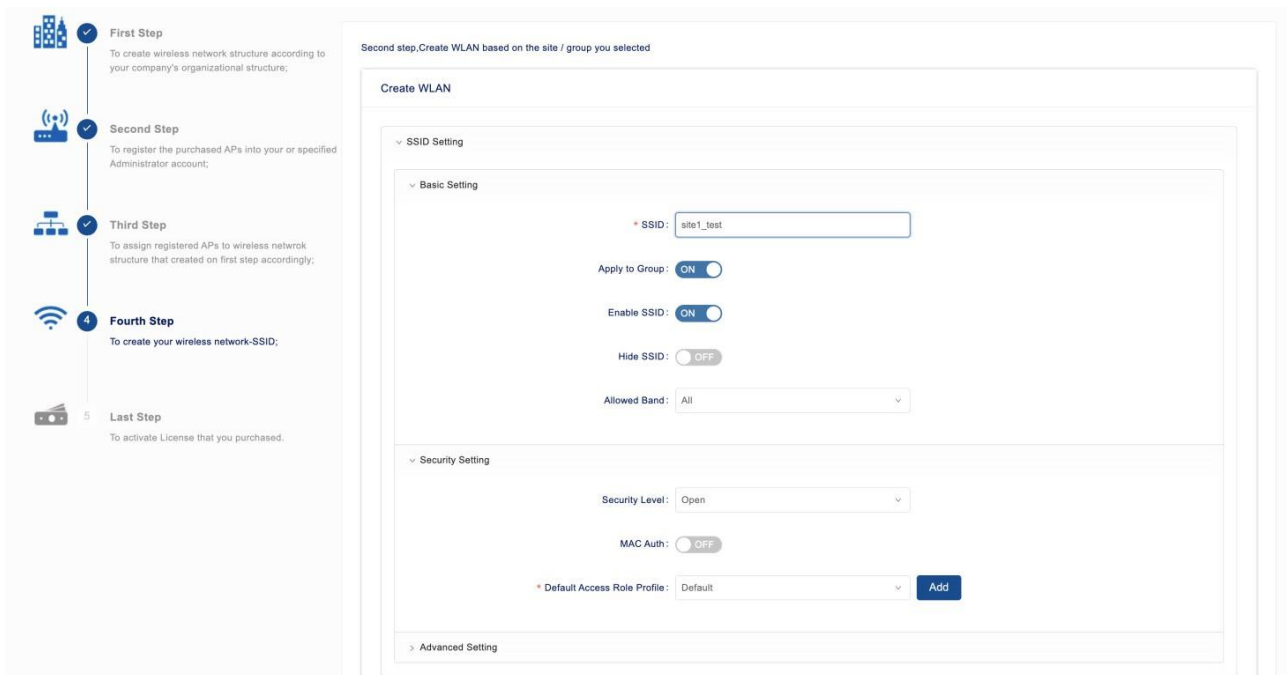 First Step
To create wireless network structure according to
your company's organizational structure;
Second Step
To register the purchased APs into your or specified
Administrator account;
Third Step
To assign registered APs to wireless netwrok
structure that created on first step accordingly;
4
Fourth Step
To create your wireless network-SSID;
5
Last Step
To activate License that you purchased.
Second step,Create WLAN based on the site / group you selected
Create WLAN
SSID Setting
Basic Setting
* SSID: site1_test
Apply to Group: ON
Enable SSID: ON
Hide SSID: OFF
Allowed Band: All
Security Setting
Security Level: Open
MAC Auth: OFF
* Default Access Role Profile: Default Add
Advanced Setting